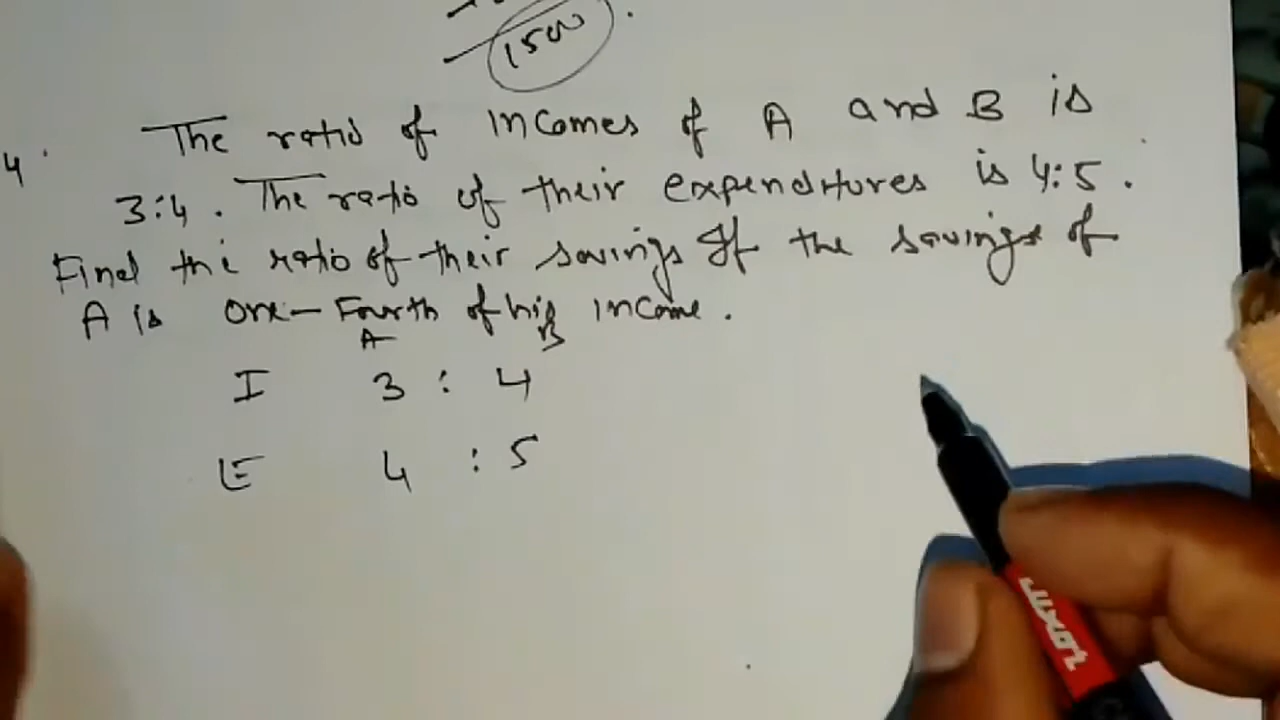 1500
4. The ratio of incomes of A and B is
3:4. The ratio of their expenditures is 4:5.
Find the ratio of their savings If the savings of
A is one-Fourth of his income.
A B
I 3 : 4
E 4 : 5
LUXOR